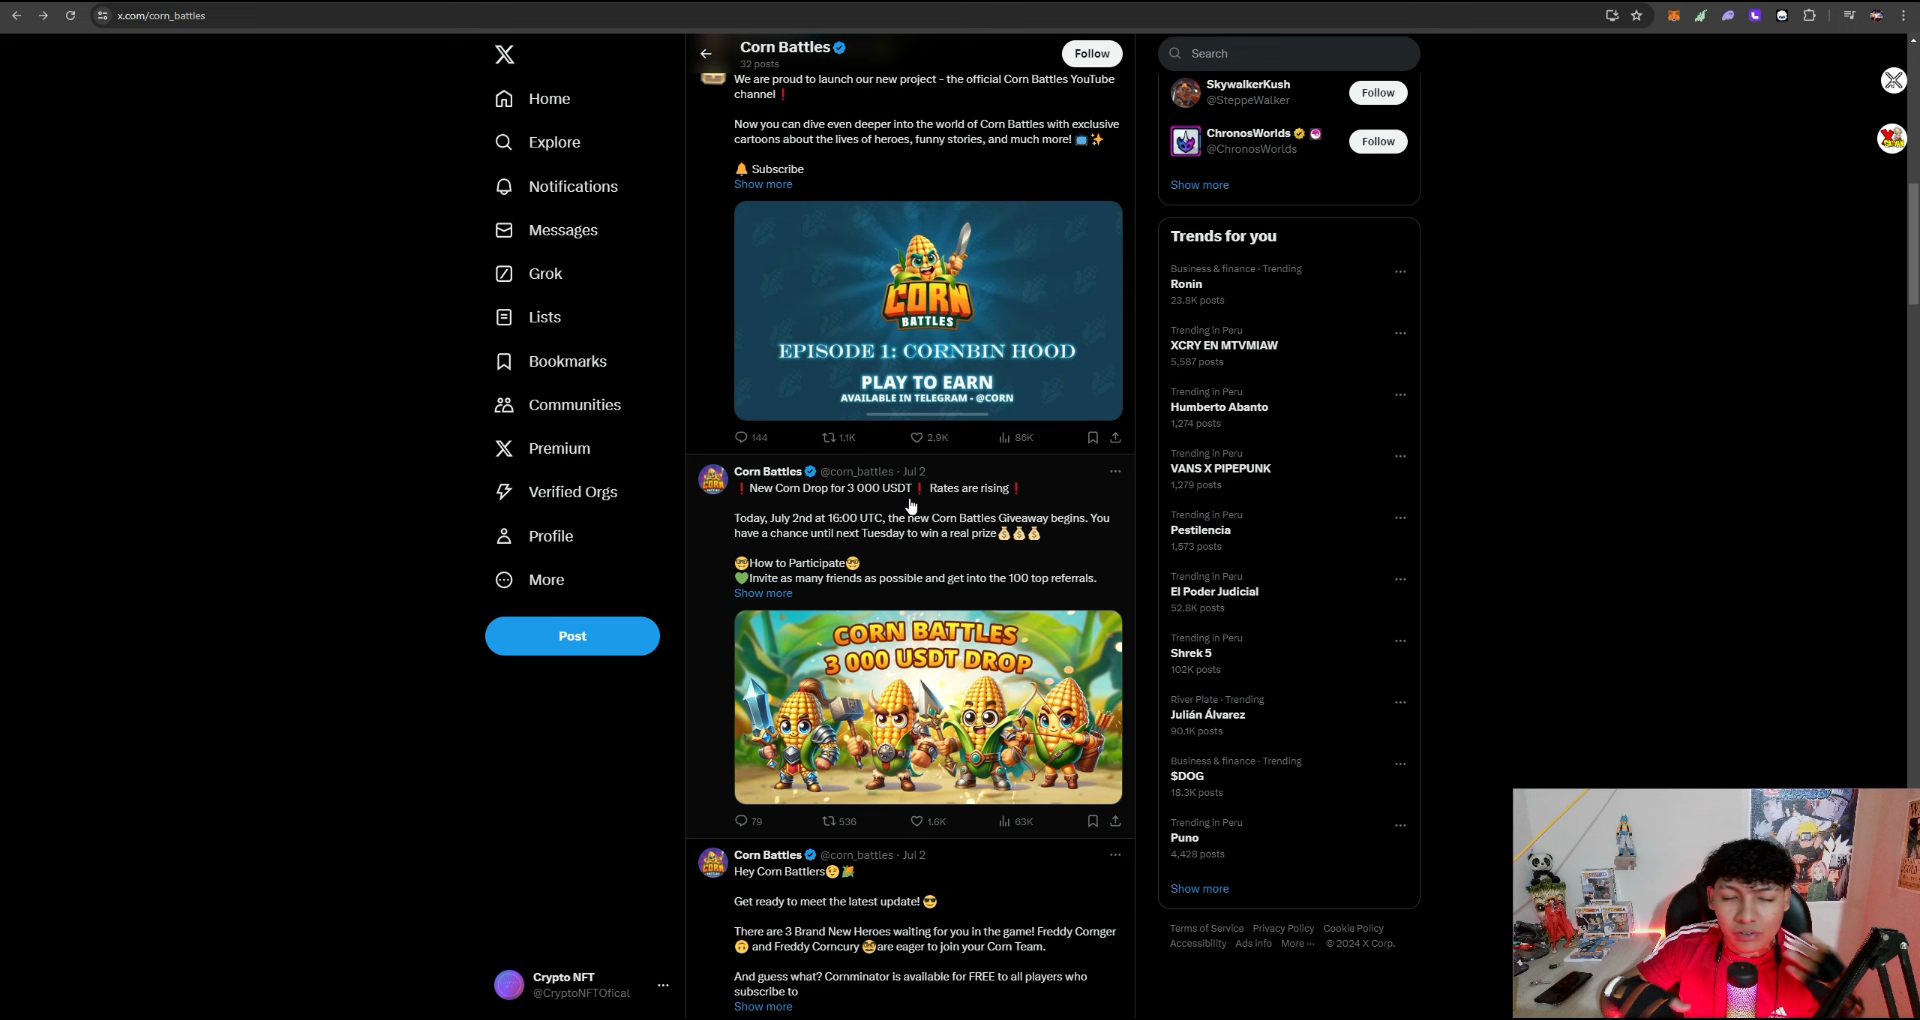 x.com/corn_battles
Home
Explore
Notifications
Messages
Grok
Lists
Bookmarks
Communities
Premium
Verified Orgs
Profile
More
Post
Crypto NFT
@CryptoNFTOfical
Corn Battles
32 posts
Follow
We are proud to launch our new project - the official Corn Battles YouTube
channel❗
Now you can dive even deeper into the world of Corn Battles with exclusive
cartoons about the lives of heroes, funny stories, and much more! 📺✨
🔔 Subscribe
Show more
CORN
BATTLES
EPISODE 1: CORNBIN HOOD
PLAY TO EARN
AVAILABLE IN TELEGRAM - @CORN
144 1.1K 2.9K 86K
Corn Battles @corn_battles · Jul 2
❗New Corn Drop for 3 000 USDT❗ Rates are rising❗
Today, July 2nd at 16:00 UTC, the new Corn Battles Giveaway begins. You
have a chance until next Tuesday to win a real prize💰💰💰
🤓How to Participate🤓
💚Invite as many friends as possible and get into the 100 top referrals.
Show more
CORN BATTLES
3 000 USDT DROP
79 536 1.6K 63K
Corn Battles @corn_battles · Jul 2
Hey Corn Battlers🤨🌽
Get ready to meet the latest update! 😎
There are 3 Brand New Heroes waiting for you in the game! Freddy Cornger
🙃 and Freddy Corncury 🥸are eager to join your Corn Team.
And guess what? Cornminator is available for FREE to all players who
subscribe to
Show more
Search
SkywalkerKush
@SteppeWalker
Follow
ChronosWorlds
@ChronosWorlds
Follow
Show more
Trends for you
Business & finance · Trending
Ronin
23.8K posts
Trending in Peru
XCRY EN MTVMIAW
5,587 posts
Trending in Peru
Humberto Abanto
1,274 posts
Trending in Peru
VANS X PIPEPUNK
1,279 posts
Trending in Peru
Pestilencia
1,573 posts
Trending in Peru
El Poder Judicial
52.8K posts
Trending in Peru
Shrek 5
102K posts
River Plate · Trending
Julián Álvarez
90.1K posts
Business & finance · Trending
$DOG
18.3K posts
Trending in Peru
Puno
4,428 posts
Show more
Terms of Service Privacy Policy Cookie Policy
Accessibility Ads info More ··· © 2024 X Corp.